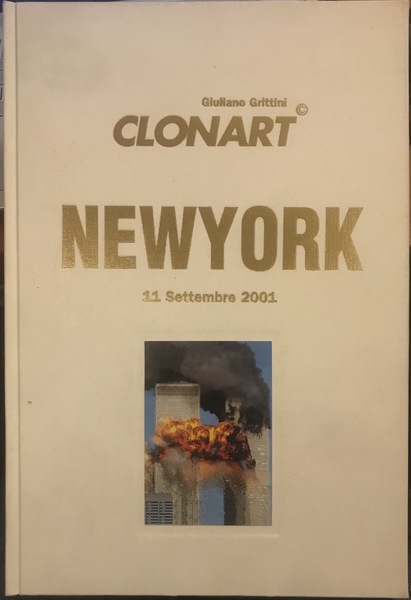 Giuliano Grittini
CLONART ©
NEWYORK
11 Settembre 2001